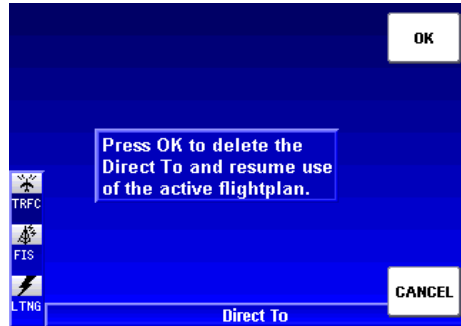 OK
Press OK to delete the
Direct To and resume use
of the active flightplan.
TRFC
FIS
LTNG
CANCEL
Direct To